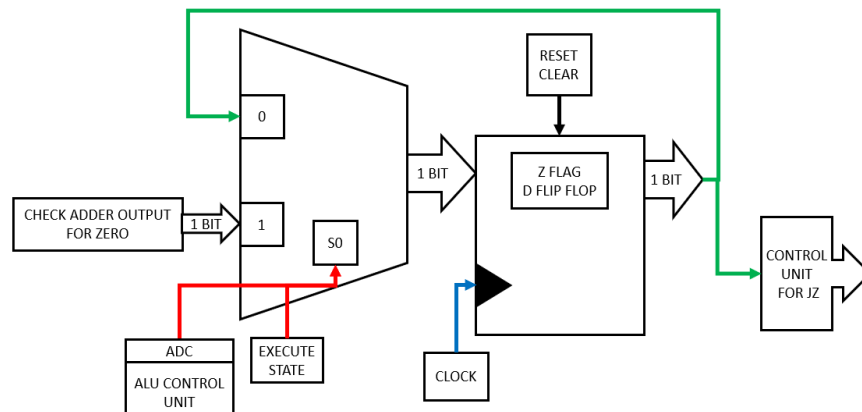 RESET
CLEAR
0
1 BIT
Z FLAG
D FLIP FLOP
1 BIT
CHECK ADDER OUTPUT
FOR ZERO
1 BIT
1
S0
CONTROL
UNIT
FOR JZ
ADC
ALU CONTROL
UNIT
EXECUTE
STATE
CLOCK